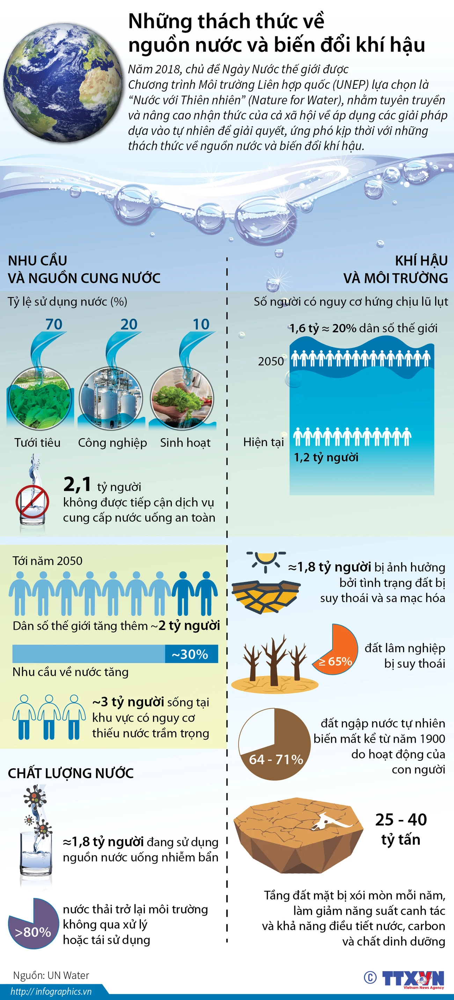 Những thách thức về
nguồn nước và biến đổi khí hậu
Năm 2018, chủ đề Ngày Nước thế giới được
Chương trình Môi trường Liên hợp quốc (UNEP) lựa chọn là
“Nước với Thiên nhiên” (Nature for Water), nhằm tuyên truyền
và nâng cao nhận thức của cả xã hội về áp dụng các giải pháp
dựa vào tự nhiên để giải quyết, ứng phó kịp thời với những
thách thức về nguồn nước và biến đổi khí hậu.
NHU CẦU
VÀ NGUỒN CUNG NƯỚC
Tỷ lệ sử dụng nước (%)
70 20 10
Tưới tiêu Công nghiệp Sinh hoạt
2,1 tỷ người
không được tiếp cận dịch vụ
cung cấp nước uống an toàn
Tới năm 2050
Dân số thế giới tăng thêm ~2 tỷ người
~30%
Nhu cầu về nước tăng
~3 tỷ người sống tại
khu vực có nguy cơ
thiếu nước trầm trọng
CHẤT LƯỢNG NƯỚC
≈1,8 tỷ người đang sử dụng
nguồn nước uống nhiễm bẩn
>80%
nước thải trở lại môi trường
không qua xử lý
hoặc tái sử dụng
KHÍ HẬU
VÀ MÔI TRƯỜNG
Số người có nguy cơ hứng chịu lũ lụt
1,6 tỷ ≈ 20% dân số thế giới
2050
Hiện tại
1,2 tỷ người
≈1,8 tỷ người bị ảnh hưởng
bởi tình trạng đất bị
suy thoái và sa mạc hóa
≥ 65%
đất lâm nghiệp
bị suy thoái
64 - 71%
đất ngập nước tự nhiên
biến mất kể từ năm 1900
do hoạt động của
con người
25 - 40
tỷ tấn
Tầng đất mặt bị xói mòn mỗi năm,
làm giảm năng suất canh tác
và khả năng điều tiết nước, carbon
và chất dinh dưỡng
Nguồn: UN Water
http:// infographics.vn
© TTXVN
Vietnam News Agency